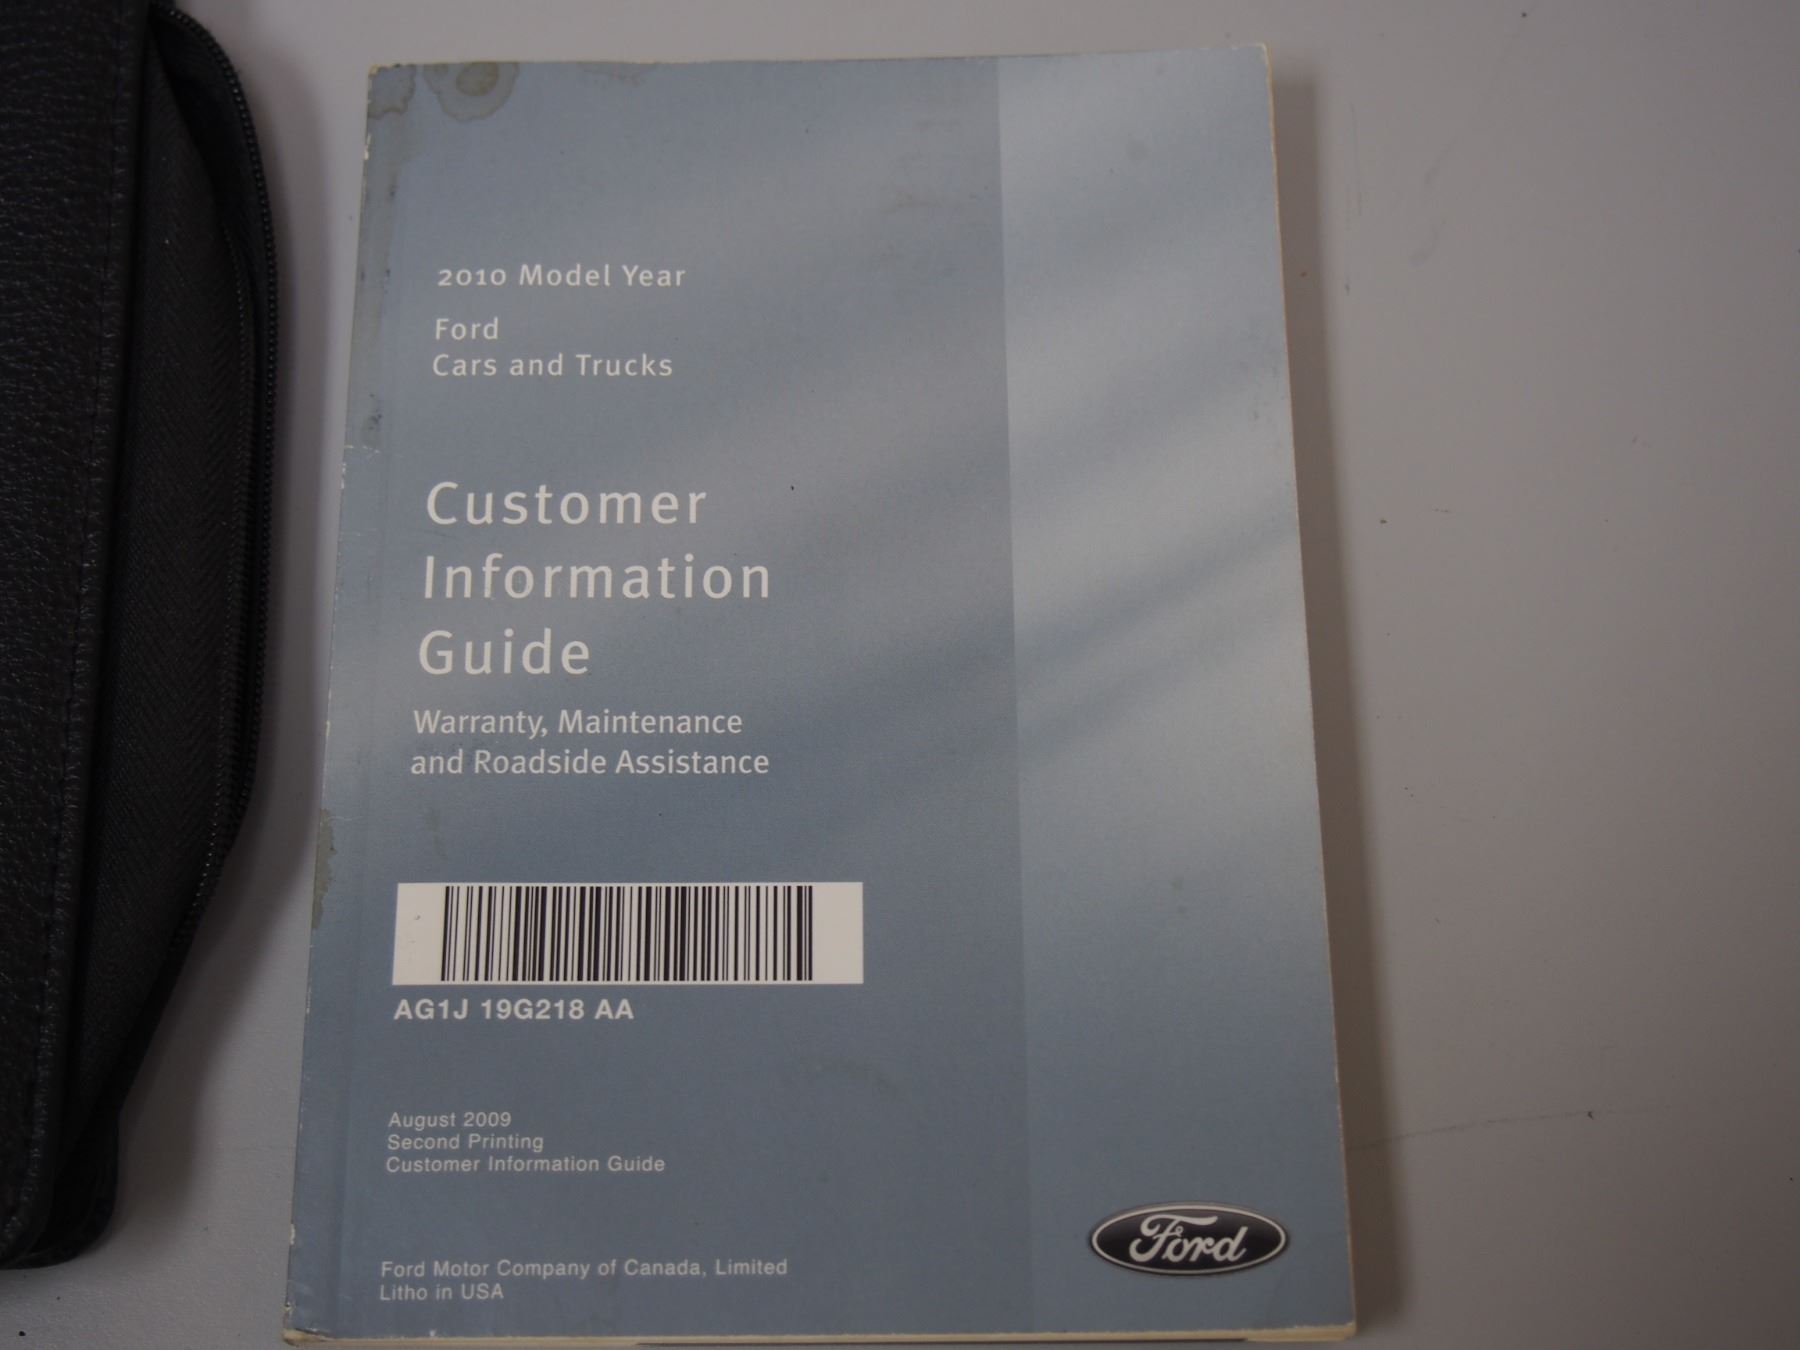 2010 Model Year
Ford
Cars and Trucks
Customer
Information
Guide
Warranty, Maintenance
and Roadside Assistance
AG1J 19G218 AA
August 2009
Second Printing
Customer Information Guide
Ford Motor Company of Canada, Limited
Litho in USA
Ford